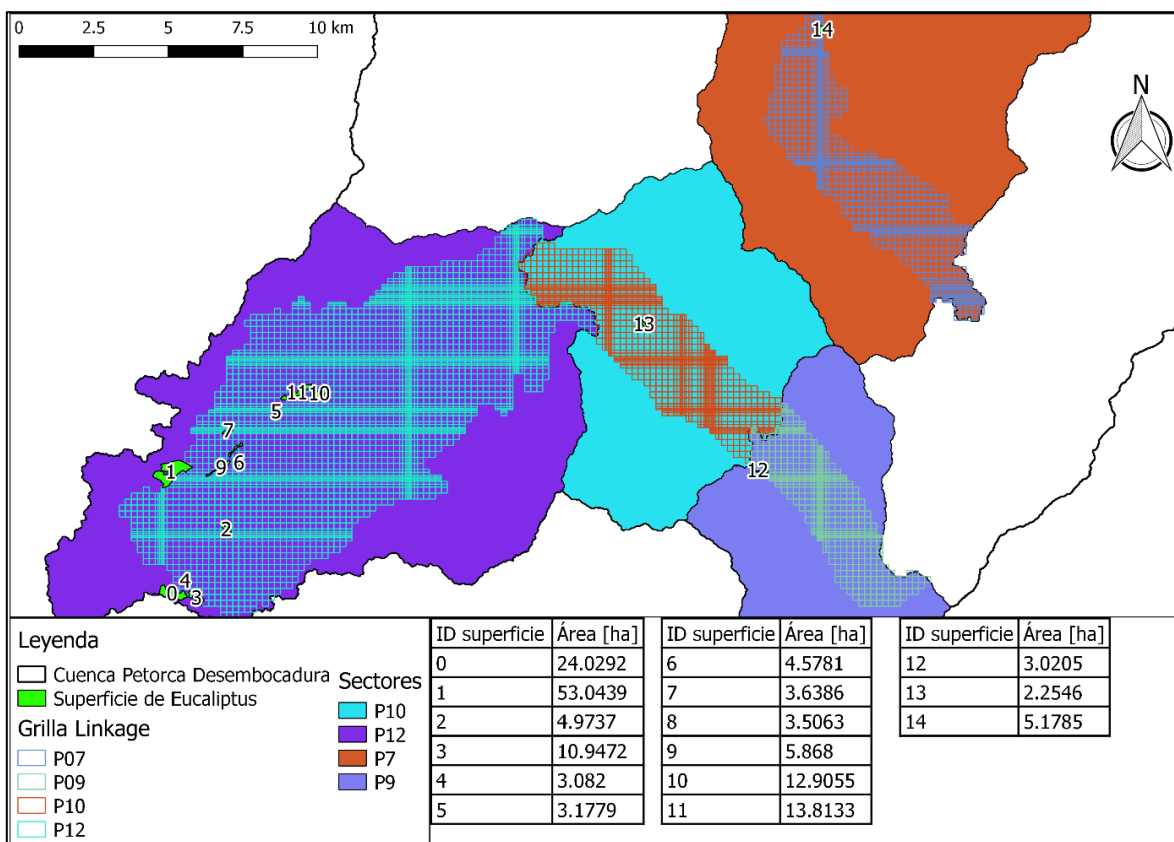 0 2.5 5 7.5 10 km
14
N
13
11 10
5
7
1 9 6
12
2
4
0 3
Leyenda
Cuenca Petorca Desembocadura
Superficie de Eucaliptus
Grilla Linkage
P07
P09
P10
P12
Sectores
P10
P12
P7
P9
ID superficie Área [ha]
0 24.0292
1 53.0439
2 4.9737
3 10.9472
4 3.082
5 3.1779
ID superficie Área [ha]
6 4.5781
7 3.6386
8 3.5063
9 5.868
10 12.9055
11 13.8133
ID superficie Área [ha]
12 3.0205
13 2.2546
14 5.1785